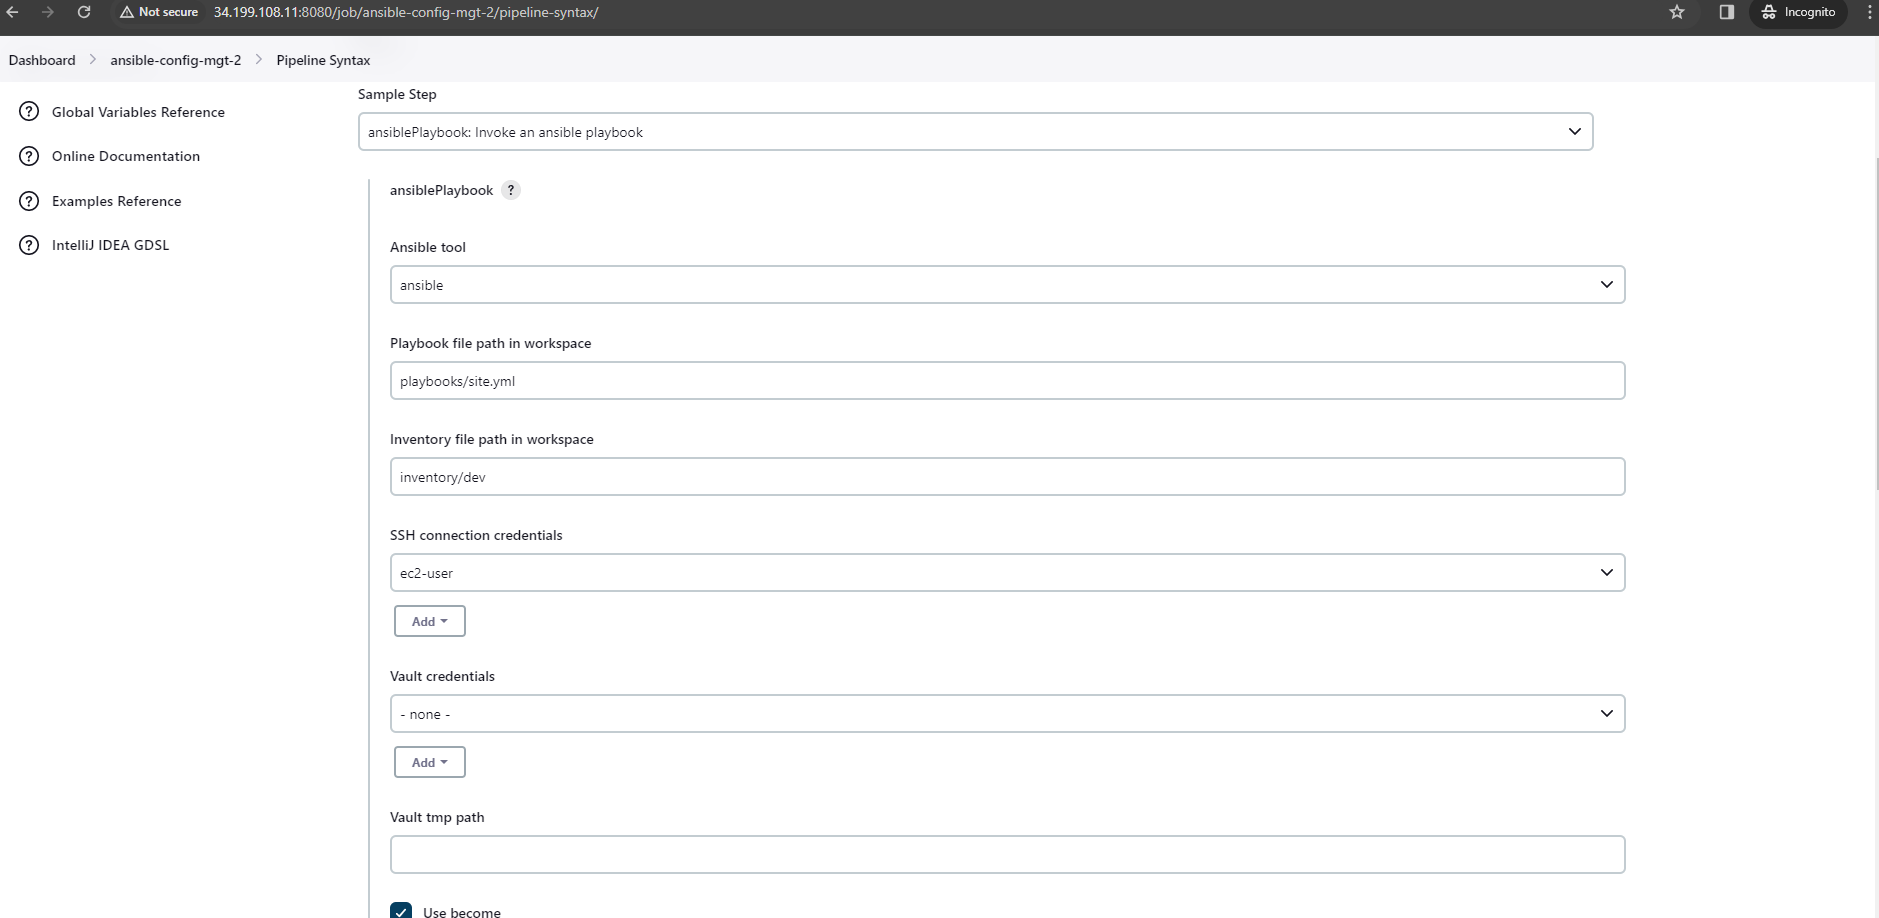 Not secure 34.199.108.11:8080/job/ansible-config-mgt-2/pipeline-syntax/ Incognito
Dashboard ansible-config-mgt-2 Pipeline Syntax
Global Variables Reference
Online Documentation
Examples Reference
IntelliJ IDEA GDSL
Sample Step
ansiblePlaybook: Invoke an ansible playbook
ansiblePlaybook ?
Ansible tool
ansible
Playbook file path in workspace
playbooks/site.yml
Inventory file path in workspace
inventory/dev
SSH connection credentials
ec2-user
Add
Vault credentials
- none -
Add
Vault tmp path
Use become